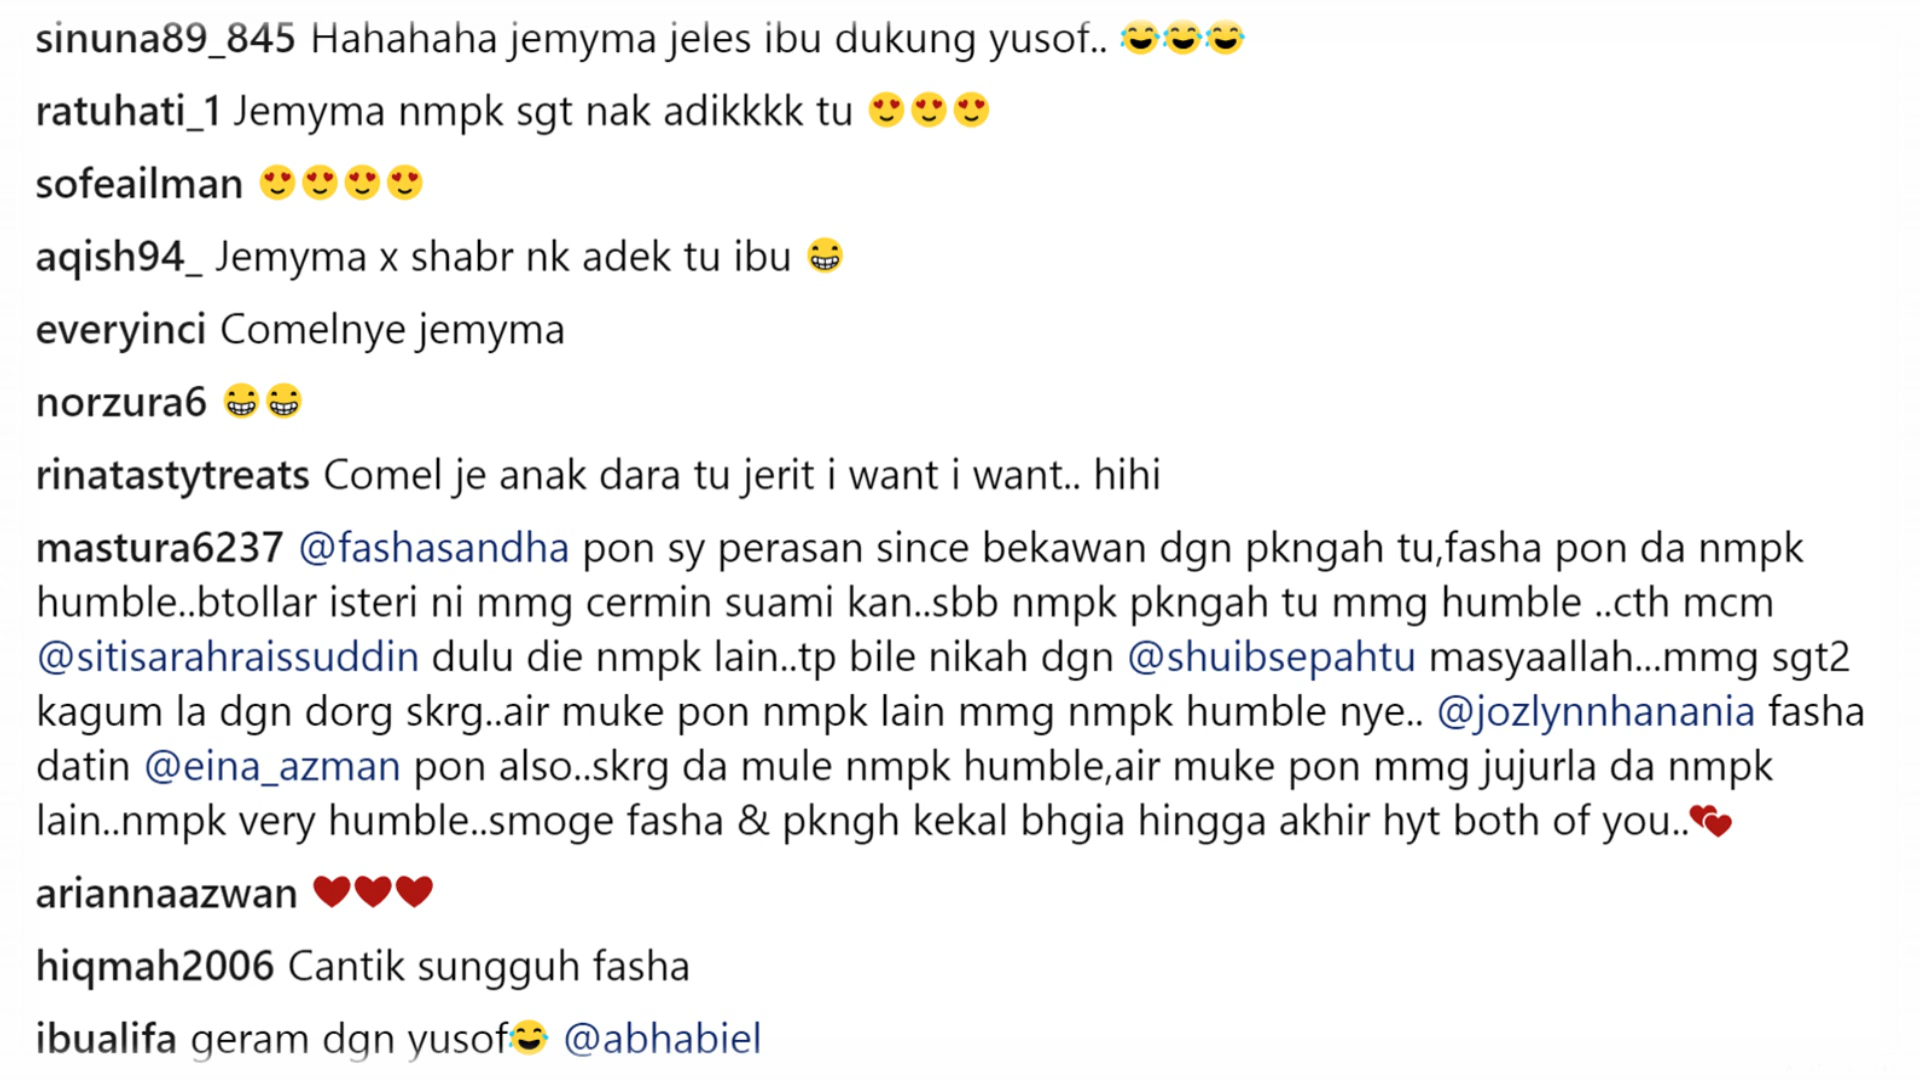 sinuna89_845 Hahahaha jemyma jeles ibu dukung yusof.. 😂😂😂
ratuhati_1 Jemyma nmpk sgt nak adikkkk tu 😍😍😍
sofeailman 😍😍😍😍
aqish94_ Jemyma x shabr nk adek tu ibu 😁
everyinci Comelnye jemyma
norzura6 😁😁
rinatastytreats Comel je anak dara tu jerit i want i want.. hihi
mastura6237 @fashasandha pon sy perasan since bekawan dgn pkngah tu,fasha pon da nmpk
humble..btollar isteri ni mmg cermin suami kan..sbb nmpk pkngah tu mmg humble ..cth mcm
@sitisarahraissuddin dulu die nmpk lain..tp bile nikah dgn @shuibsepahtu masyaallah...mmg sgt2
kagum la dgn dorg skrg..air muke pon nmpk lain mmg nmpk humble nye.. @jozlynnhanania fasha
datin @eina_azman pon also..skrg da mule nmpk humble,air muke pon mmg jujurla da nmpk
lain..nmpk very humble..smoge fasha & pkngh kekal bhgia hingga akhir hyt both of you..💕
ariannaazwan ❤❤❤
hiqmah2006 Cantik sungguh fasha
ibualifa geram dgn yusof😂 @abhabiel